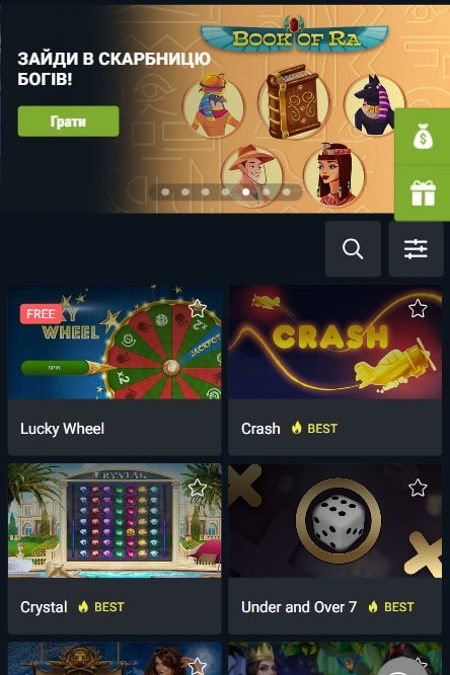 BOOK OF RA
ЗАЙДИ В СКАРБНИЦЮ
БОГІВ!
Грати
FREE
WHEEL
SPIN
JACKPOT
x2
CRASH
Lucky Wheel
Crash BEST
CRYSTAL
Crystal BEST
Under and Over 7 BEST